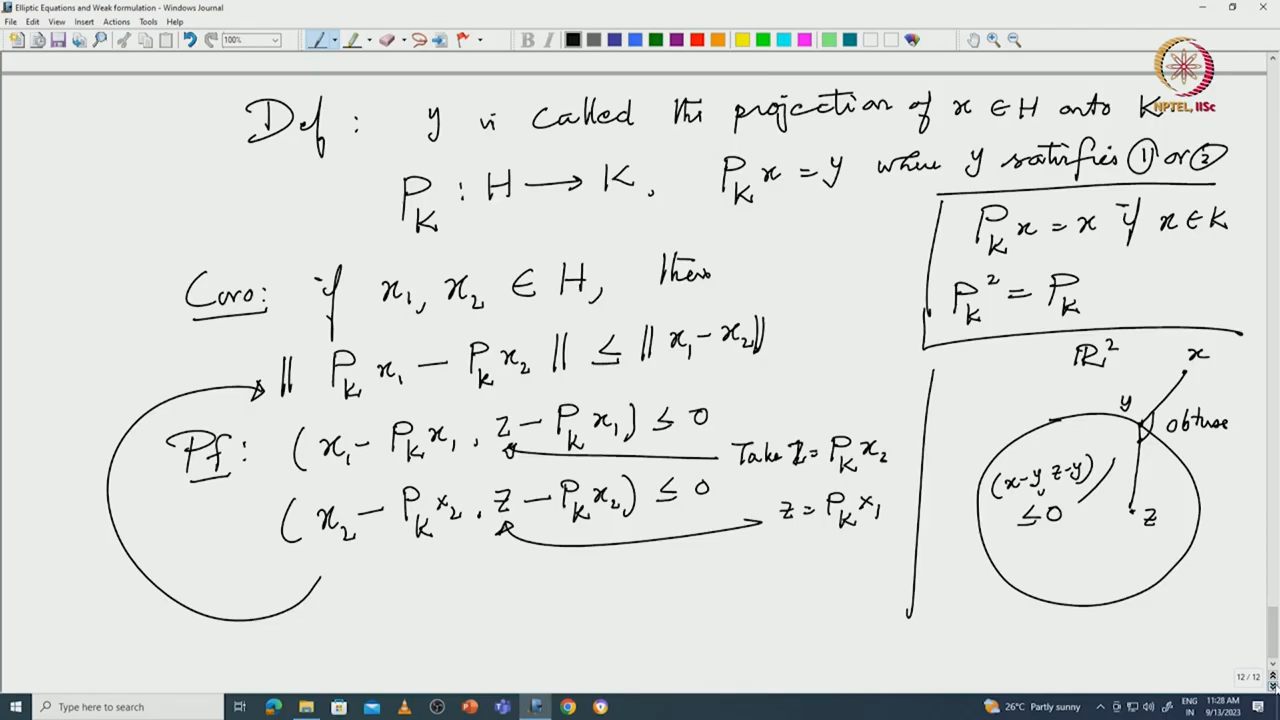 Elliptic Equations and Weak formulation - Windows Journal
File Edit View Insert Actions Tools Help
100%
B I
NPTEL, IISc
Def : y is called the projection of x ∈ H onto K
P_K : H → K, P_K x = y where y satisfies ① or ②
P_K x = x if x ∈ K
P_K² = P_K
Coro: if x₁, x₂ ∈ H, then
‖ P_K x₁ − P_K x₂ ‖ ≤ ‖ x₁ − x₂ ‖
Pf : (x₁ − P_K x₁, z − P_K x₁) ≤ 0 Take z = P_K x₂
(x₂ − P_K x₂, z − P_K x₂) ≤ 0 z = P_K x₁
ℝ²
x
y
obtuse
(x−y, z−y)
≤ 0
z
12 / 12
Type here to search
26°C Partly sunny
ENG
IN
11:28 AM
9/13/2023